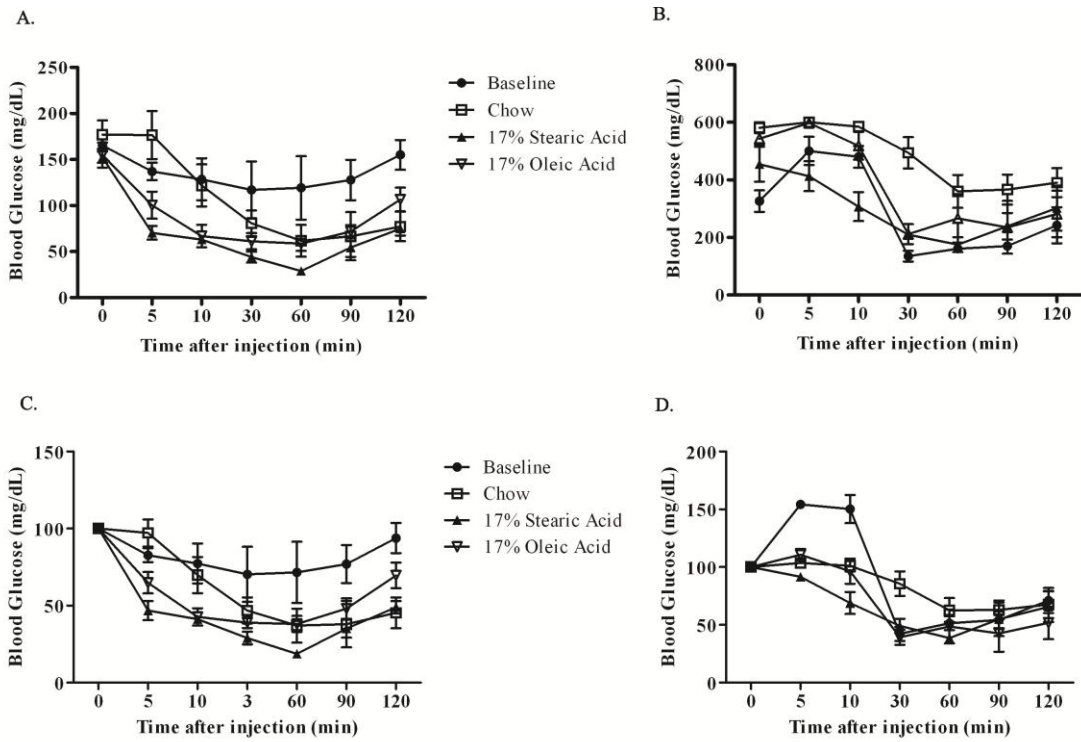 A.
Blood Glucose (mg/dL)
250
200
150
100
50
0
0 5 10 30 60 90 120
Time after injection (min)
Baseline
Chow
17% Stearic Acid
17% Oleic Acid
B.
Blood Glucose (mg/dL)
800
600
400
200
0
0 5 10 30 60 90 120
Time after injection (min)
C.
Blood Glucose (mg/dL)
150
100
50
0
0 5 10 3 60 90 120
Time after injection (min)
Baseline
Chow
17% Stearic Acid
17% Oleic Acid
D.
Blood Glucose (mg/dL)
200
150
100
50
0
0 5 10 30 60 90 120
Time after injection (min)